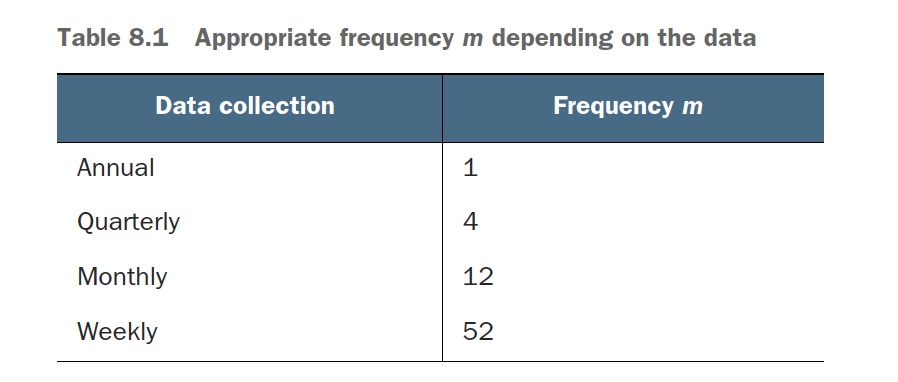 Table 8.1 Appropriate frequency m depending on the data
Data collection Frequency m
Annual 1
Quarterly 4
Monthly 12
Weekly 52